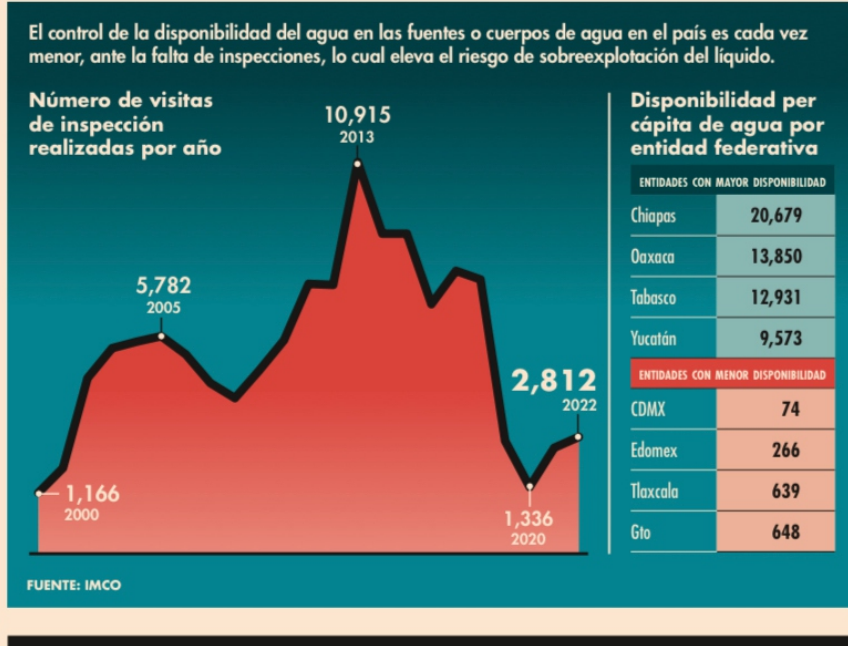 El control de la disponibilidad del agua en las fuentes o cuerpos de agua en el país es cada vez
menor, ante la falta de inspecciones, lo cual eleva el riesgo de sobreexplotación del líquido.
Número de visitas
de inspección
realizadas por año
10,915
2013
5,782
2005
2,812
2022
1,166
2000
1,336
2020
FUENTE: IMCO
Disponibilidad per
cápita de agua por
entidad federativa
ENTIDADES CON MAYOR DISPONIBILIDAD
Chiapas 20,679
Oaxaca 13,850
Tabasco 12,931
Yucatán 9,573
ENTIDADES CON MENOR DISPONIBILIDAD
CDMX 74
Edomex 266
Tlaxcala 639
Gto 648